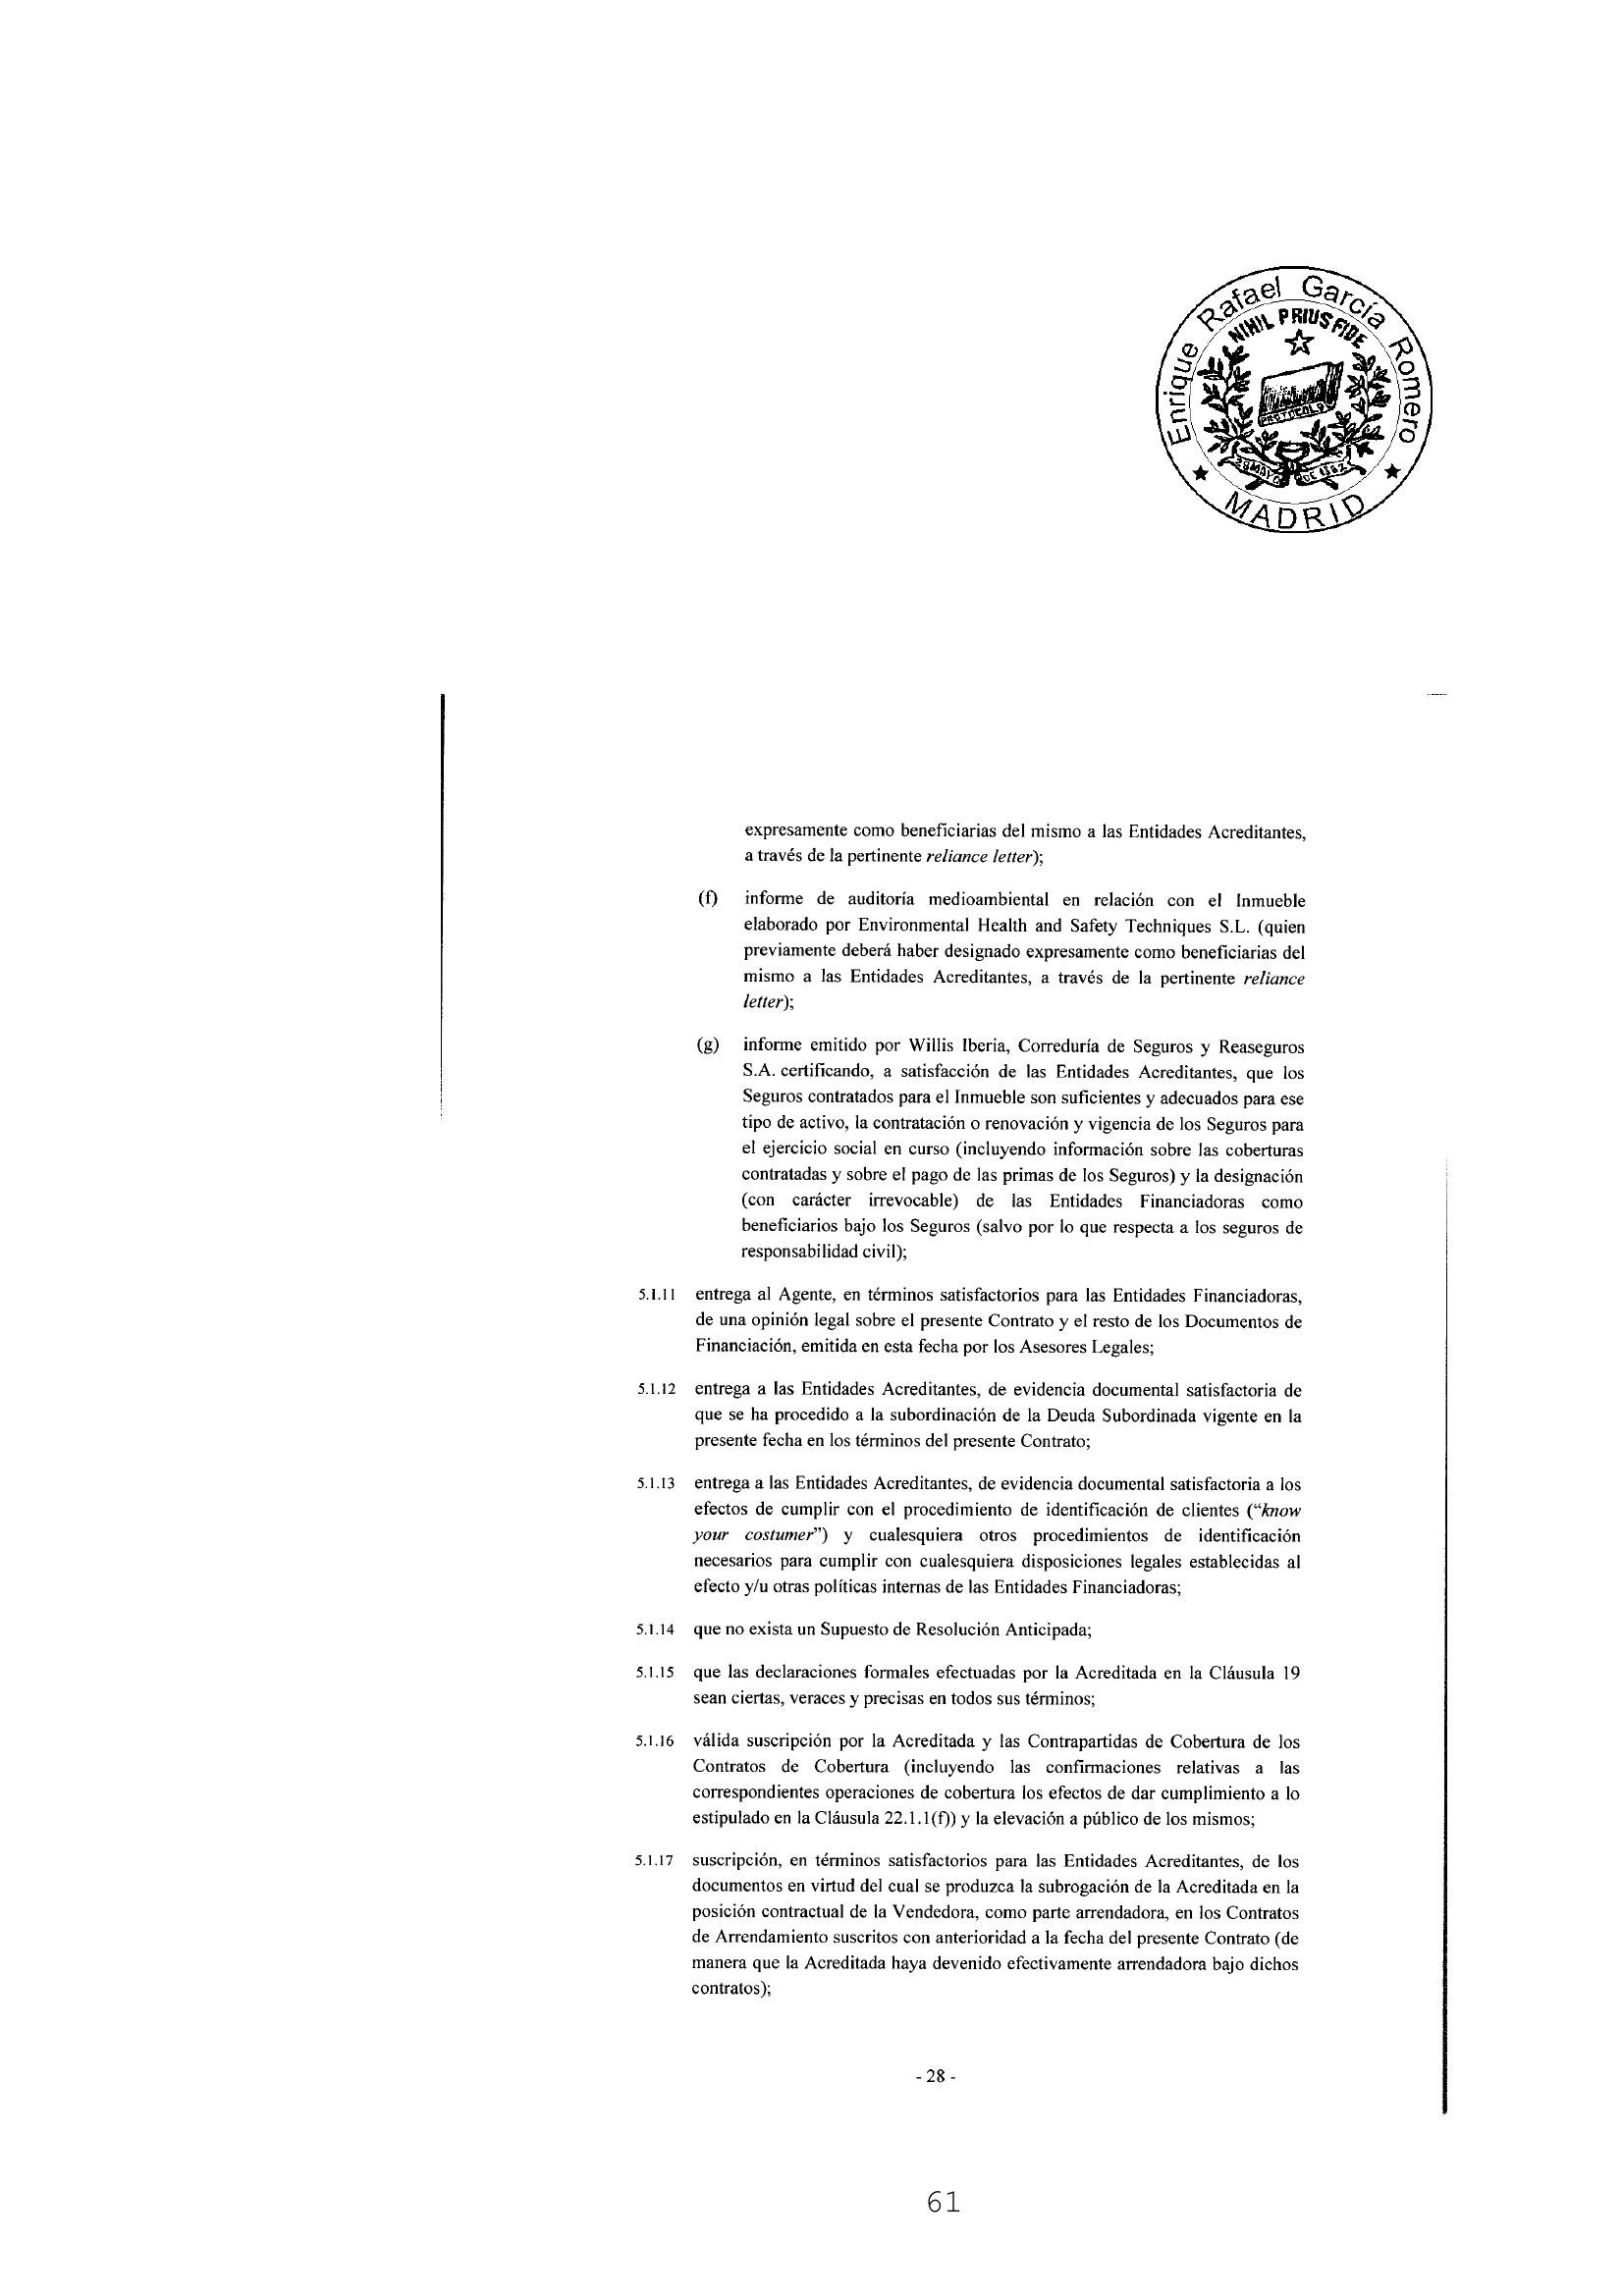 Enrique Rafael García Romero
NIHIL PRIUS FIDE
PROTOCOLO
28 MAYO DE 1862
★ MADRID ★
expresamente como beneficiarias del mismo a las Entidades Acreditantes,
a través de la pertinente reliance letter);
(f) informe de auditoría medioambiental en relación con el Inmueble
elaborado por Environmental Health and Safety Techniques S.L. (quien
previamente deberá haber designado expresamente como beneficiarias del
mismo a las Entidades Acreditantes, a través de la pertinente reliance
letter);
(g) informe emitido por Willis Iberia, Correduría de Seguros y Reaseguros
S.A. certificando, a satisfacción de las Entidades Acreditantes, que los
Seguros contratados para el Inmueble son suficientes y adecuados para ese
tipo de activo, la contratación o renovación y vigencia de los Seguros para
el ejercicio social en curso (incluyendo información sobre las coberturas
contratadas y sobre el pago de las primas de los Seguros) y la designación
(con carácter irrevocable) de las Entidades Financiadoras como
beneficiarios bajo los Seguros (salvo por lo que respecta a los seguros de
responsabilidad civil);
5.1.11 entrega al Agente, en términos satisfactorios para las Entidades Financiadoras,
de una opinión legal sobre el presente Contrato y el resto de los Documentos de
Financiación, emitida en esta fecha por los Asesores Legales;
5.1.12 entrega a las Entidades Acreditantes, de evidencia documental satisfactoria de
que se ha procedido a la subordinación de la Deuda Subordinada vigente en la
presente fecha en los términos del presente Contrato;
5.1.13 entrega a las Entidades Acreditantes, de evidencia documental satisfactoria a los
efectos de cumplir con el procedimiento de identificación de clientes (“know
your costumer”) y cualesquiera otros procedimientos de identificación
necesarios para cumplir con cualesquiera disposiciones legales establecidas al
efecto y/u otras políticas internas de las Entidades Financiadoras;
5.1.14 que no exista un Supuesto de Resolución Anticipada;
5.1.15 que las declaraciones formales efectuadas por la Acreditada en la Cláusula 19
sean ciertas, veraces y precisas en todos sus términos;
5.1.16 válida suscripción por la Acreditada y las Contrapartidas de Cobertura de los
Contratos de Cobertura (incluyendo las confirmaciones relativas a las
correspondientes operaciones de cobertura los efectos de dar cumplimiento a lo
estipulado en la Cláusula 22.1.1(f)) y la elevación a público de los mismos;
5.1.17 suscripción, en términos satisfactorios para las Entidades Acreditantes, de los
documentos en virtud del cual se produzca la subrogación de la Acreditada en la
posición contractual de la Vendedora, como parte arrendadora, en los Contratos
de Arrendamiento suscritos con anterioridad a la fecha del presente Contrato (de
manera que la Acreditada haya devenido efectivamente arrendadora bajo dichos
contratos);
- 28 -
61